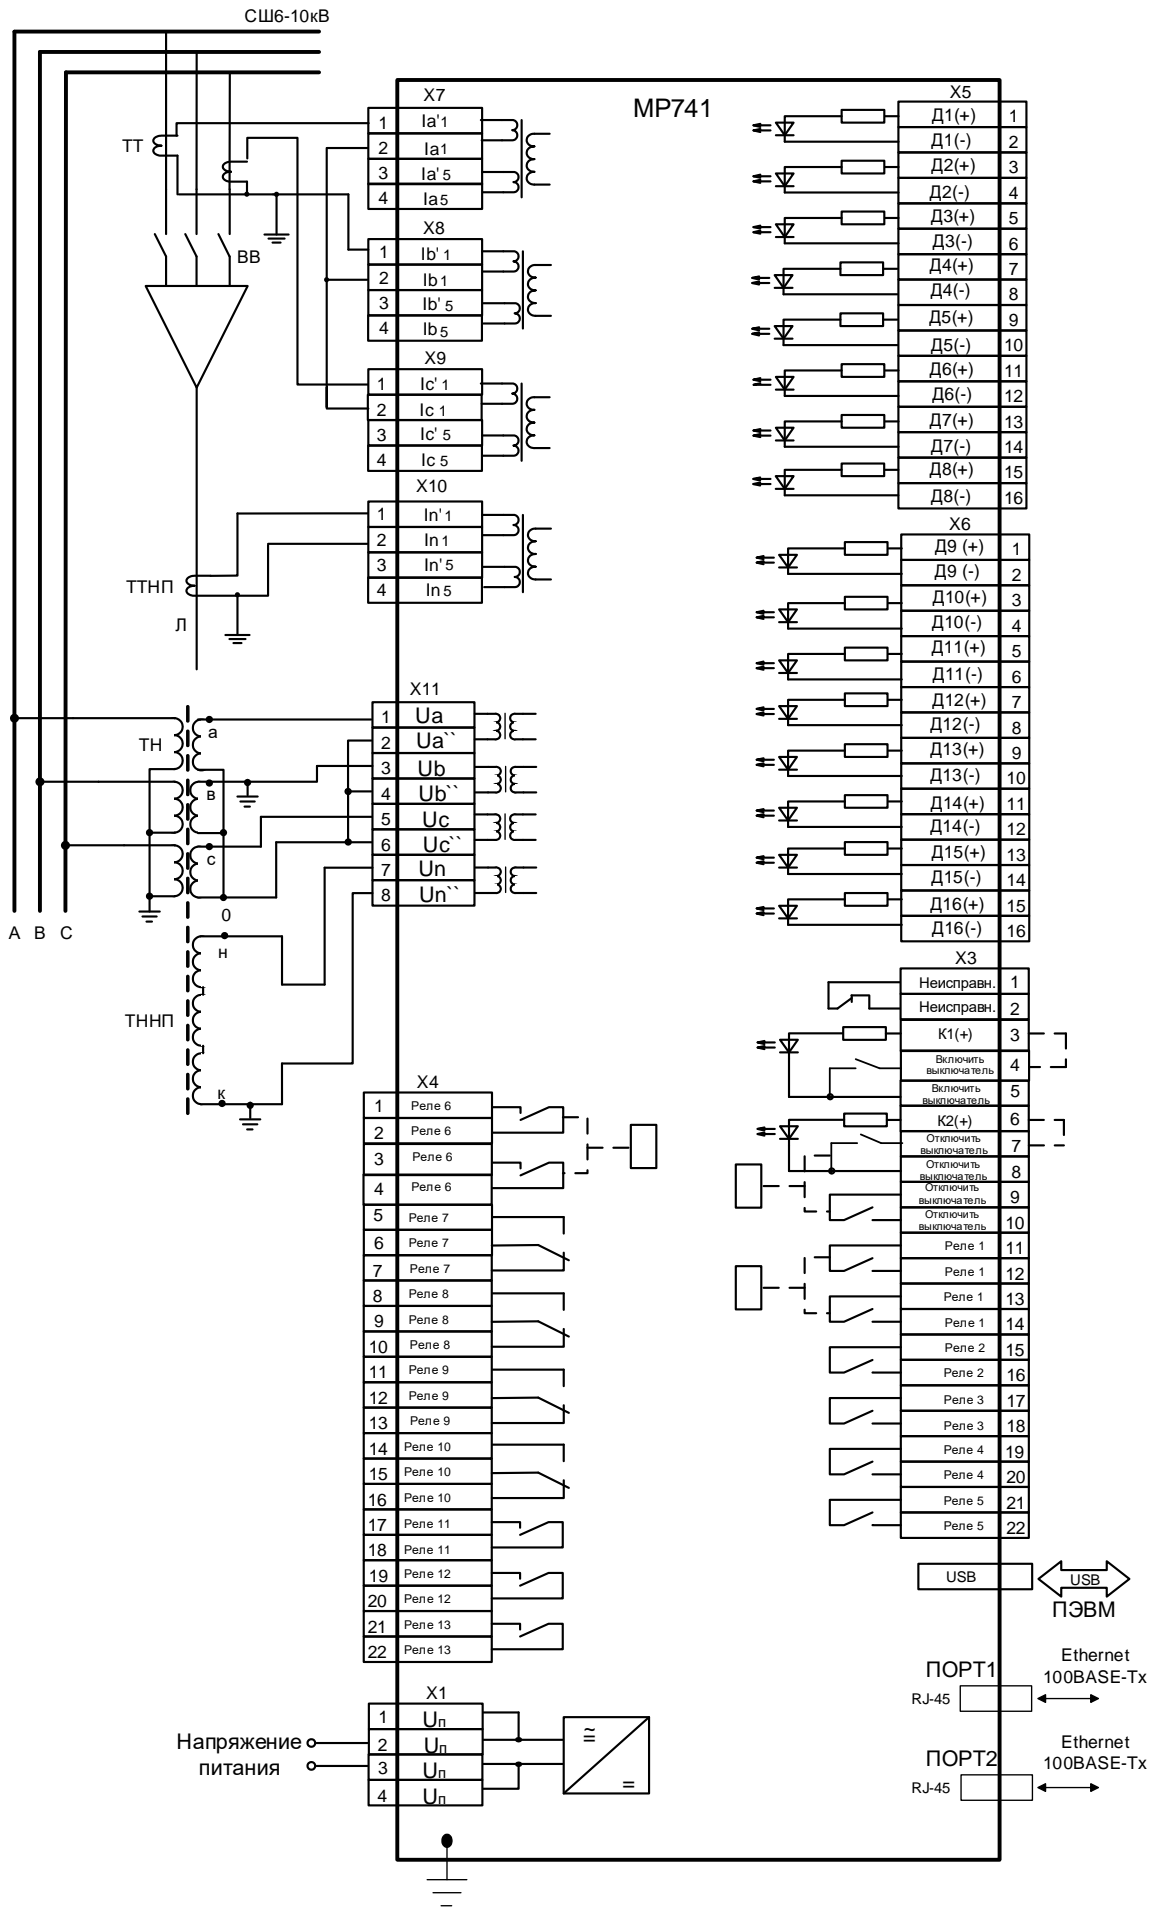 СШ6-10кВ
МР741
ТТ
ВВ
ТТНП
Л
X7
1 Ia'1
2 Ia1
3 Ia'5
4 Ia5
X8
1 Ib'1
2 Ib1
3 Ib'5
4 Ib5
X9
1 Ic'1
2 Ic1
3 Ic'5
4 Ic5
X10
1 In'1
2 In1
3 In'5
4 In5
X11
1 Ua
2 Ua``
3 Ub
4 Ub``
5 Uc
6 Uc``
7 Un
8 Un``
ТН
а
в
с
0
А В С
н
ТННП
к
X4
1 Реле 6
2 Реле 6
3 Реле 6
4 Реле 6
5 Реле 7
6 Реле 7
7 Реле 7
8 Реле 8
9 Реле 8
10 Реле 8
11 Реле 9
12 Реле 9
13 Реле 9
14 Реле 10
15 Реле 10
16 Реле 10
17 Реле 11
18 Реле 11
19 Реле 12
20 Реле 12
21 Реле 13
22 Реле 13
X1
1 Uп
2 Uп
3 Uп
4 Uп
Напряжение
питания
≅
=
X5
Д1(+) 1
Д1(-) 2
Д2(+) 3
Д2(-) 4
Д3(+) 5
Д3(-) 6
Д4(+) 7
Д4(-) 8
Д5(+) 9
Д5(-) 10
Д6(+) 11
Д6(-) 12
Д7(+) 13
Д7(-) 14
Д8(+) 15
Д8(-) 16
X6
Д9 (+) 1
Д9 (-) 2
Д10(+) 3
Д10(-) 4
Д11(+) 5
Д11(-) 6
Д12(+) 7
Д12(-) 8
Д13(+) 9
Д13(-) 10
Д14(+) 11
Д14(-) 12
Д15(+) 13
Д15(-) 14
Д16(+) 15
Д16(-) 16
X3
Неисправн. 1
Неисправн. 2
К1(+) 3
Включить
выключатель 4
Включить
выключатель 5
К2(+) 6
Отключить
выключатель 7
Отключить
выключатель 8
Отключить
выключатель 9
Отключить
выключатель 10
Реле 1 11
Реле 1 12
Реле 1 13
Реле 1 14
Реле 2 15
Реле 2 16
Реле 3 17
Реле 3 18
Реле 4 19
Реле 4 20
Реле 5 21
Реле 5 22
USB
USB
ПЭВМ
ПОРТ1
RJ-45
Ethernet
100BASE-Tx
ПОРТ2
RJ-45
Ethernet
100BASE-Tx